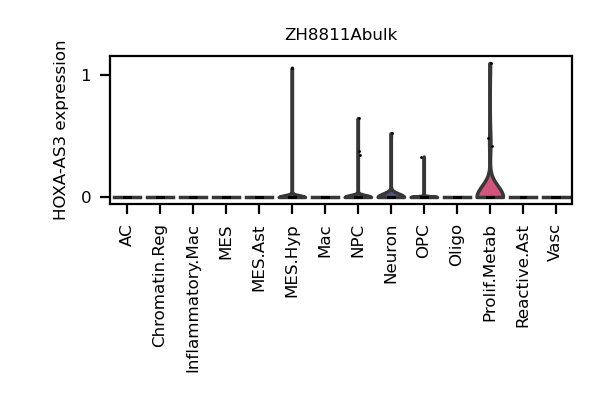 ZH8811Abulk
HOXA-AS3 expression
1
0
AC
Chromatin.Reg
Inflammatory.Mac
MES
MES.Ast
MES.Hyp
Mac
NPC
Neuron
OPC
Oligo
Prolif.Metab
Reactive.Ast
Vasc